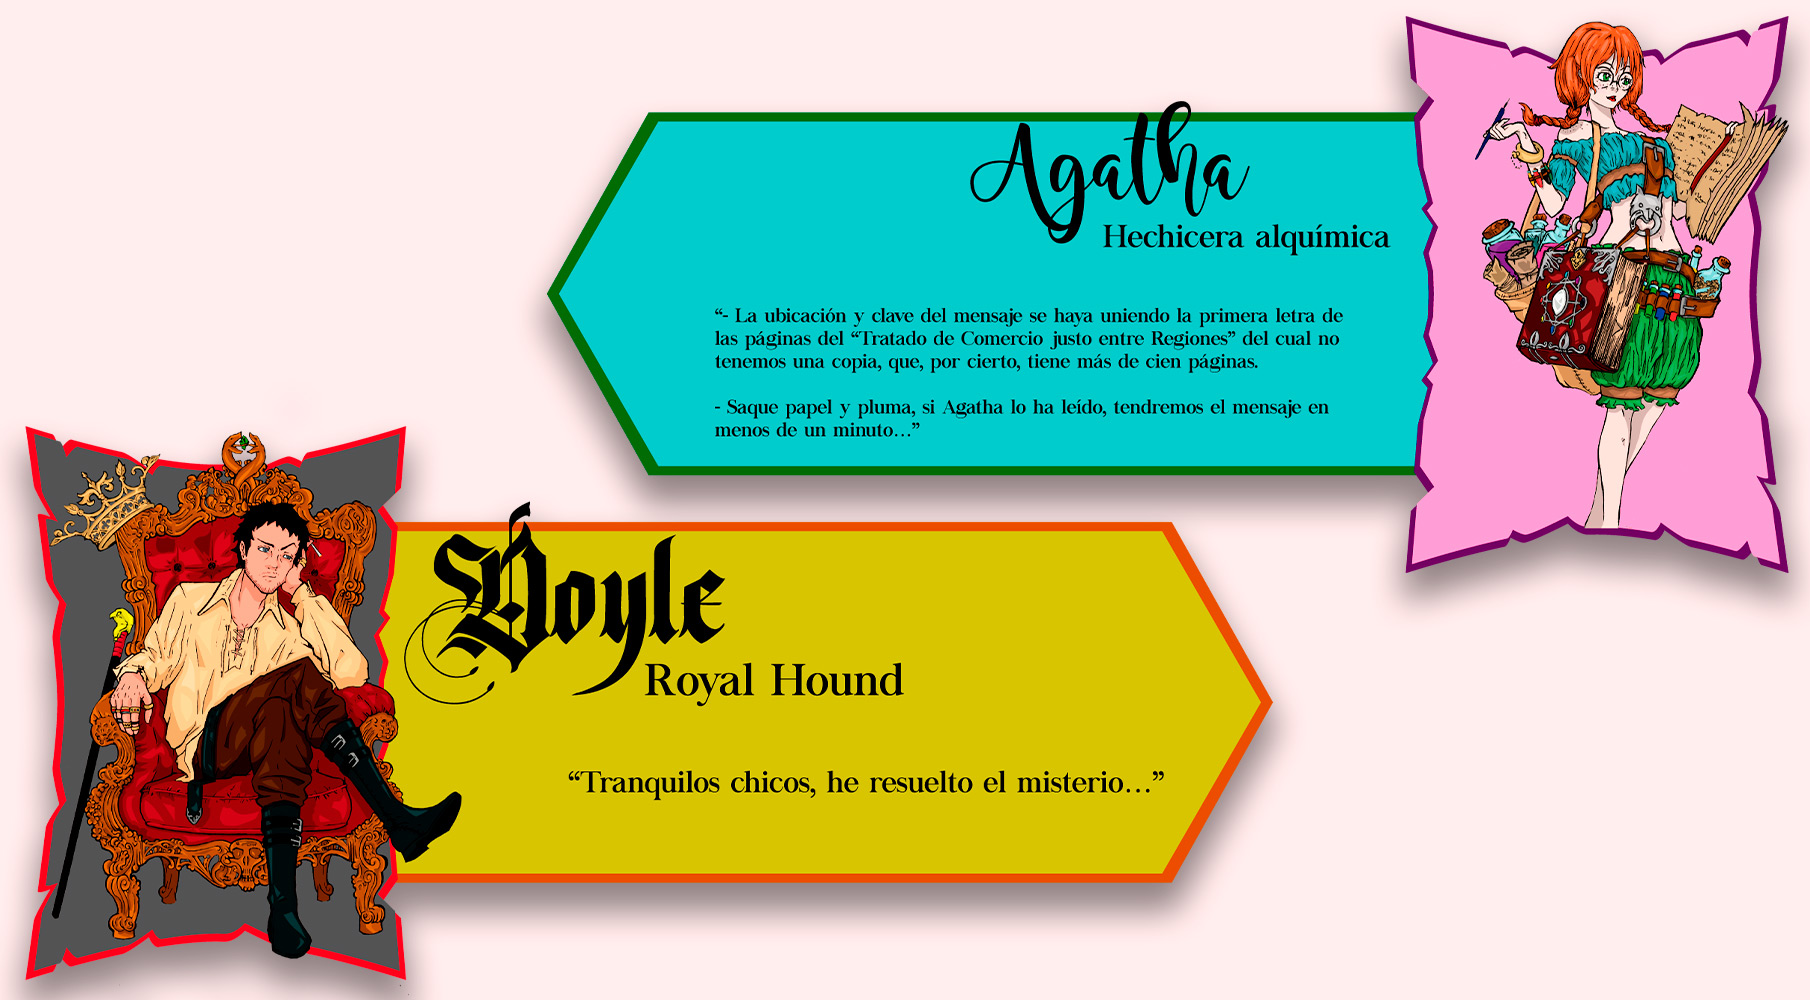 Agatha
Hechicera alquímica
“- La ubicación y clave del mensaje se haya uniendo la primera letra de
las páginas del “Tratado de Comercio justo entre Regiones” del cual no
tenemos una copia, que, por cierto, tiene más de cien páginas.
- Saque papel y pluma, si Agatha lo ha leído, tendremos el mensaje en
menos de un minuto…”
Doyle
Royal Hound
“Tranquilos chicos, he resuelto el misterio…”